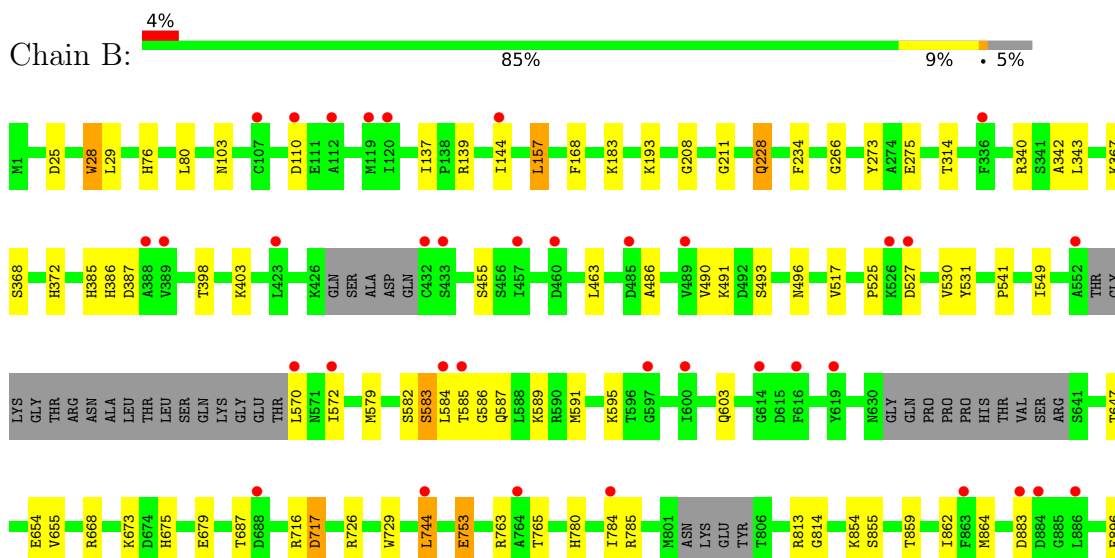 4%
Chain B:
85% 9% • 5%
M1 D25 W28 L29 H76 L80 N103 C107 D110 E111 A112 M119 I120 I137 P138 R139 I144 L157 F168 K183 K193 G208 G211 Q228 F234 G266 Y273 A274 E275 T314 F336 R340 S341 A342 L343 K367
S368 H372 H385 H386 D387 A388 V389 T398 K403 L423 K426 GLN SER ALA ASP GLN C432 S433 S455 S456 I457 D460 L463 D485 A486 V489 V490 K491 D492 S493 N496 V517 P525 K526 D527 V530 Y531 P541 I549 A552 THR GLY
LYS GLY THR ARG ASN ALA LEU THR LEU SER GLN LYS GLY GLU THR L570 N571 I572 M579 S582 S583 L584 T585 G586 Q587 L588 K589 R590 M591 K595 T596 G597 I600 Q603 G614 D615 F616 Y619 N630 GLY GLN PRO PRO PRO HIS THR VAL SER ARG S641 T647
E654 V655 R668 K673 D674 H675 E679 T687 D688 R716 D717 R726 W729 L744 E753 R763 A764 T765 H780 I784 R785 M801 ASN LYS GLU TYR T806 R813 G814 K854 S855 T859 I862 F863 M864 D883 D884 G885 L886